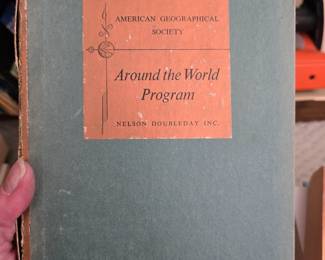 AMERICAN GEOGRAPHICAL
SOCIETY
Around the World
Program
NELSON DOUBLEDAY INC.